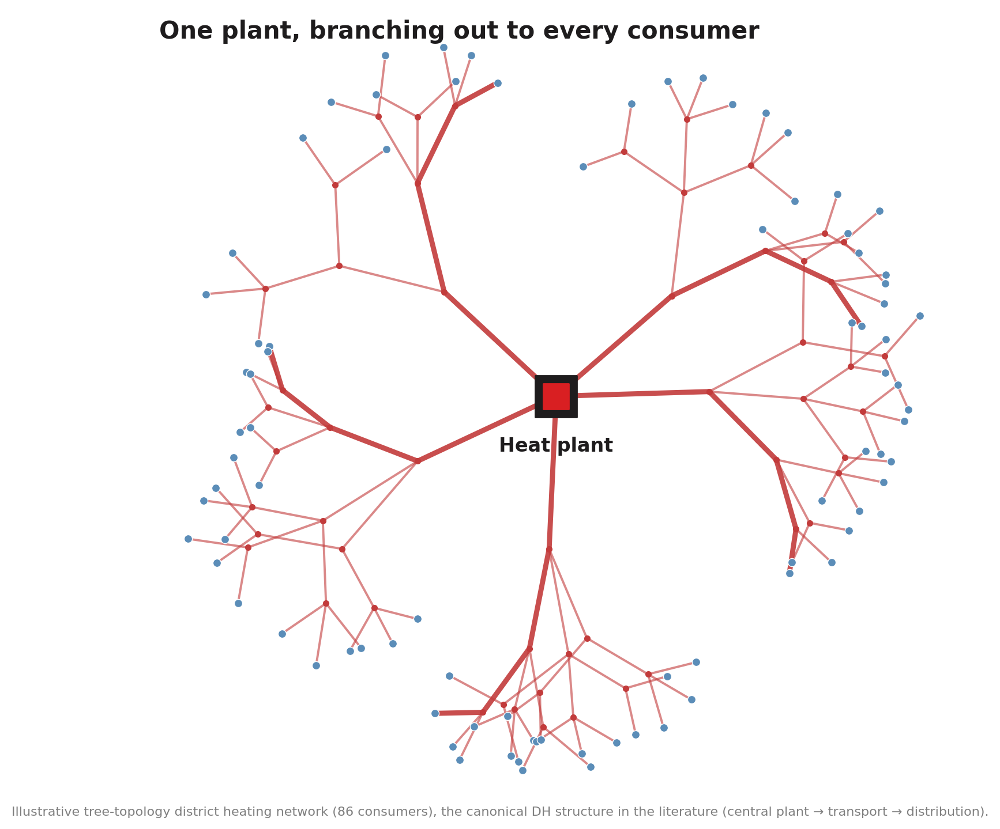 One plant, branching out to every consumer
Heat plant
Illustrative tree-topology district heating network (86 consumers), the canonical DH structure in the literature (central plant → transport → distribution).